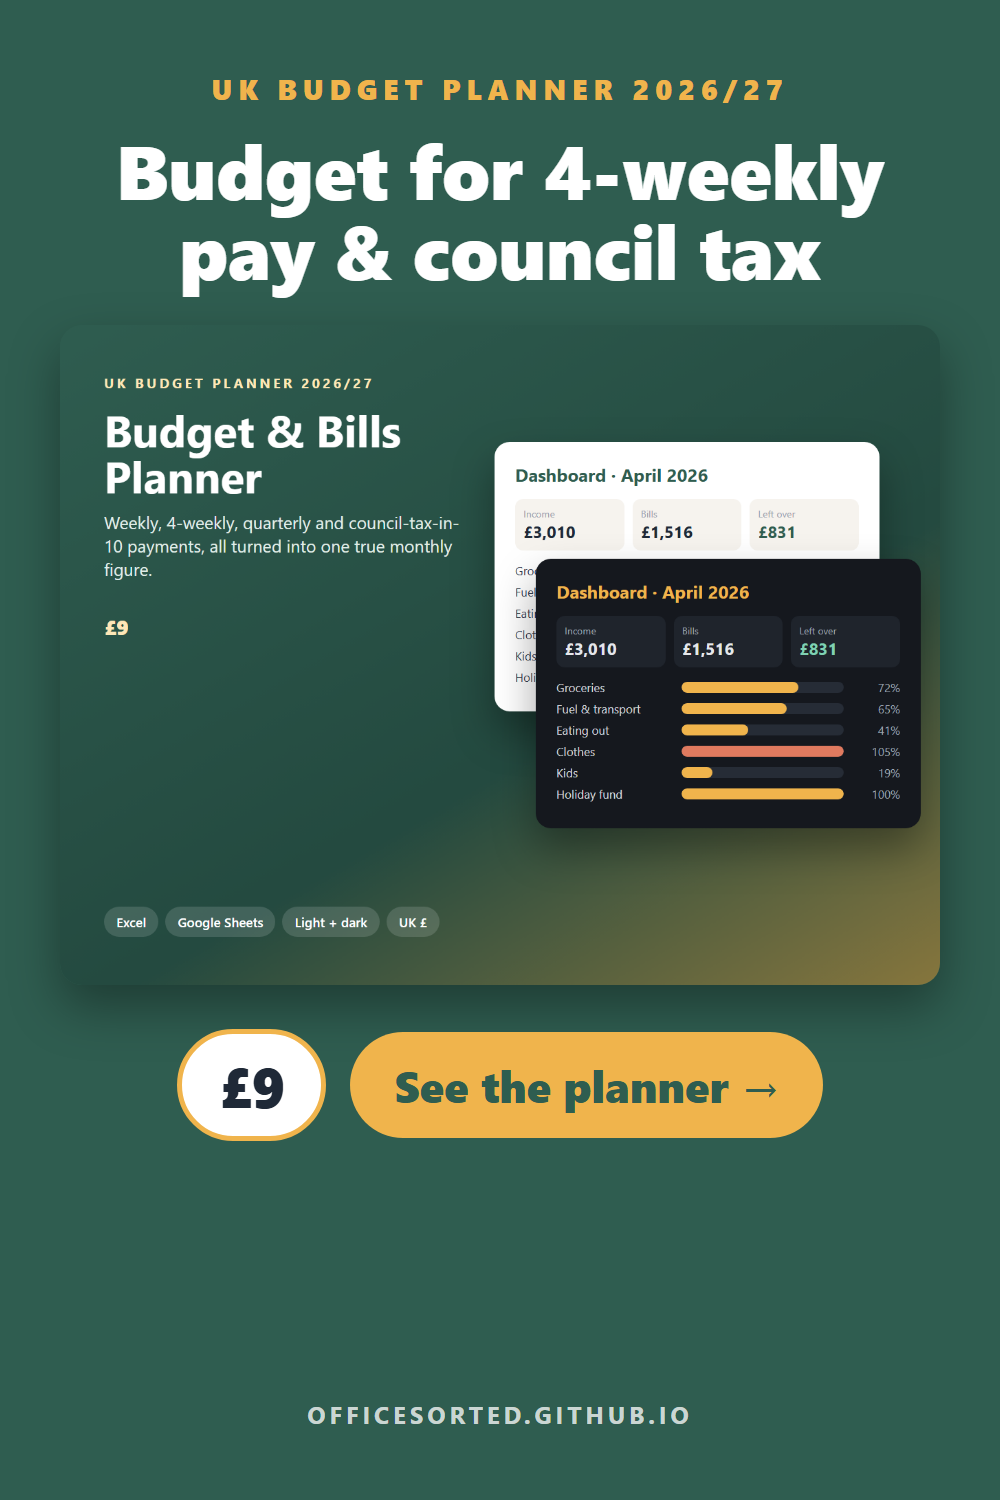 UK BUDGET PLANNER 2026/27
Budget for 4-weekly
pay & council tax
UK BUDGET PLANNER 2026/27
Budget & Bills
Planner
Weekly, 4-weekly, quarterly and council-tax-in-
10 payments, all turned into one true monthly
figure.
£9
Dashboard · April 2026
Income Bills Left over
£3,010 £1,516 £831
Dashboard · April 2026
Income Bills Left over
£3,010 £1,516 £831
Groceries 72%
Fuel & transport 65%
Eating out 41%
Clothes 105%
Kids 19%
Holiday fund 100%
Excel Google Sheets Light + dark UK £
£9 See the planner →
OFFICESORTED.GITHUB.IO